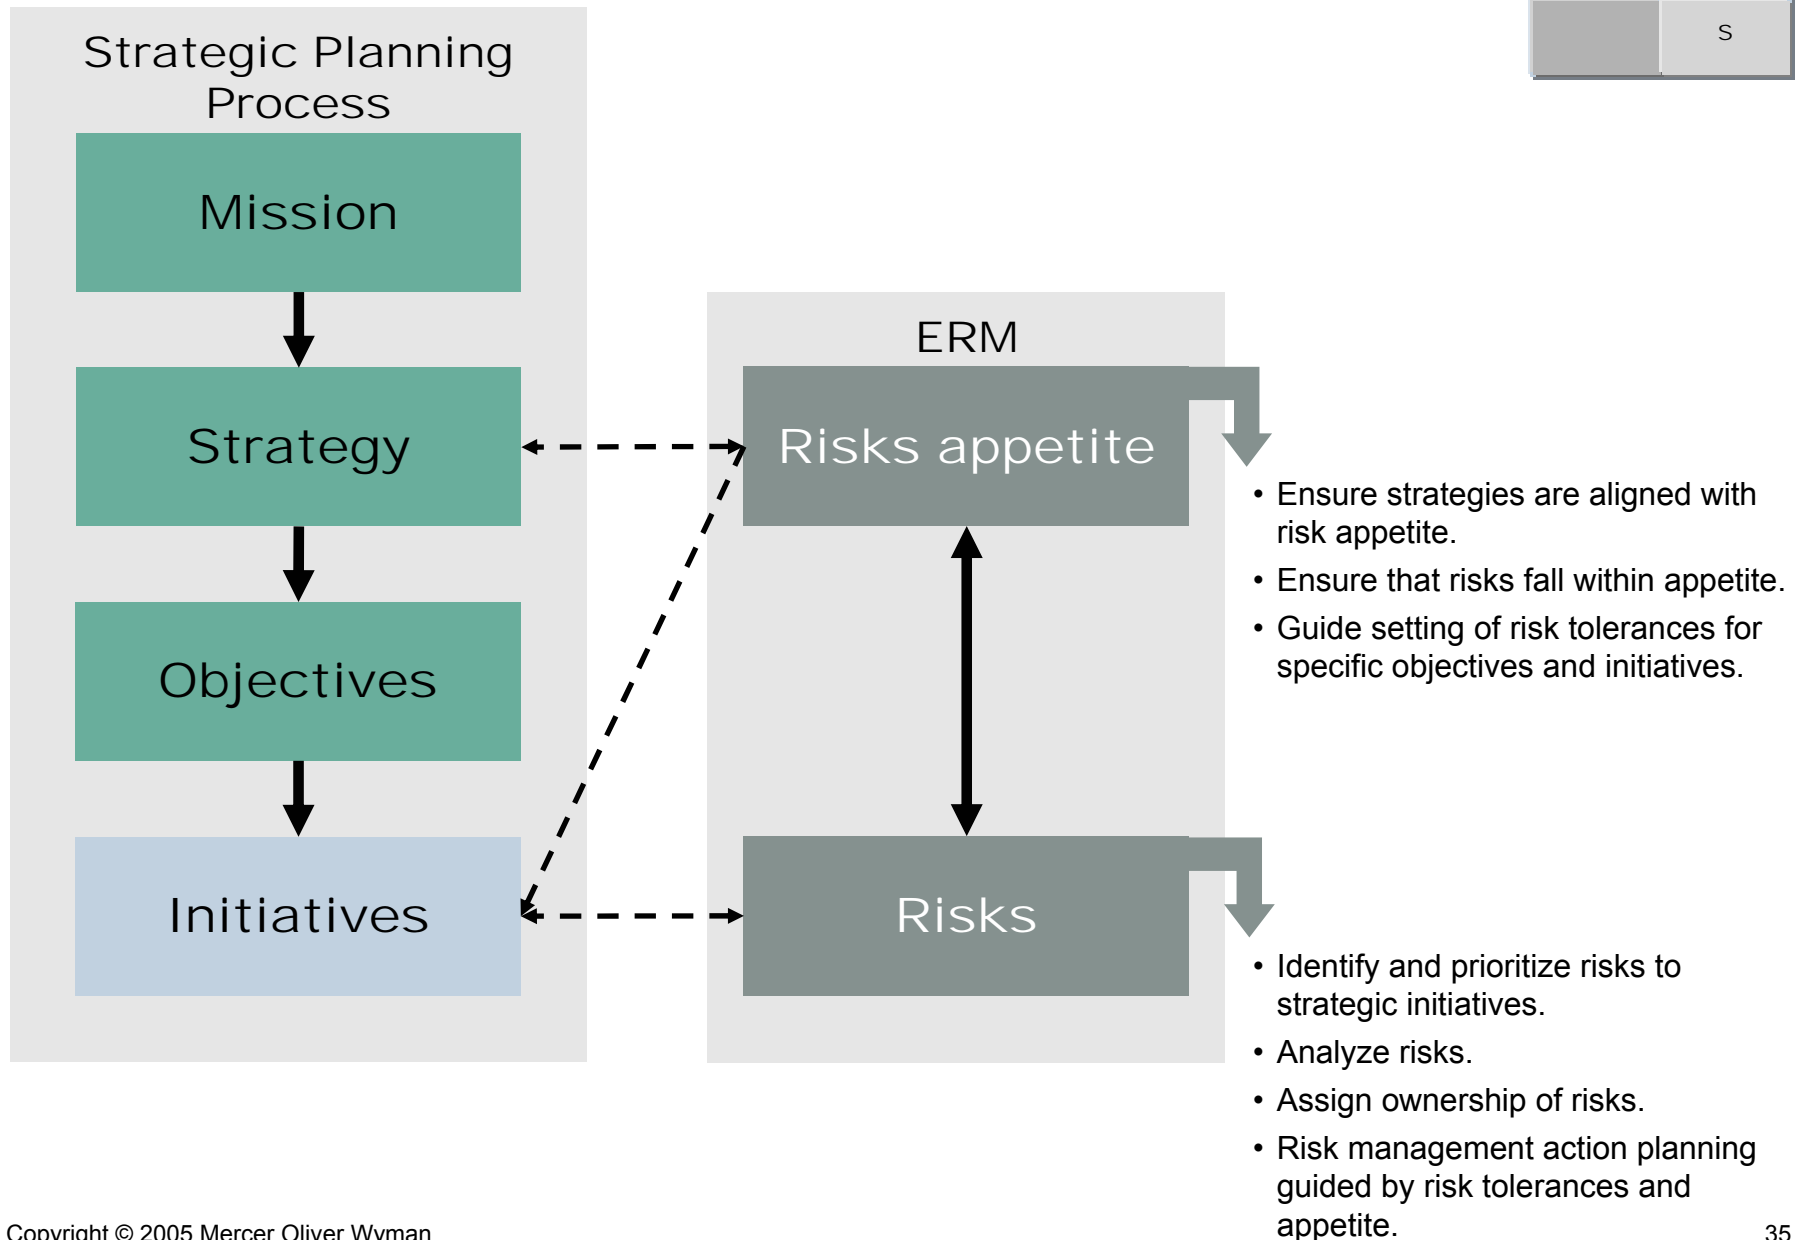 Strategic Planning
Process
Mission
Strategy
Objectives
Initiatives
ERM
Risks appetite
Risks
S
• Ensure strategies are aligned with
risk appetite.
• Ensure that risks fall within appetite.
• Guide setting of risk tolerances for
specific objectives and initiatives.
• Identify and prioritize risks to
strategic initiatives.
• Analyze risks.
• Assign ownership of risks.
• Risk management action planning
guided by risk tolerances and
appetite.
Copyright © 2005 Mercer Oliver Wyman
35